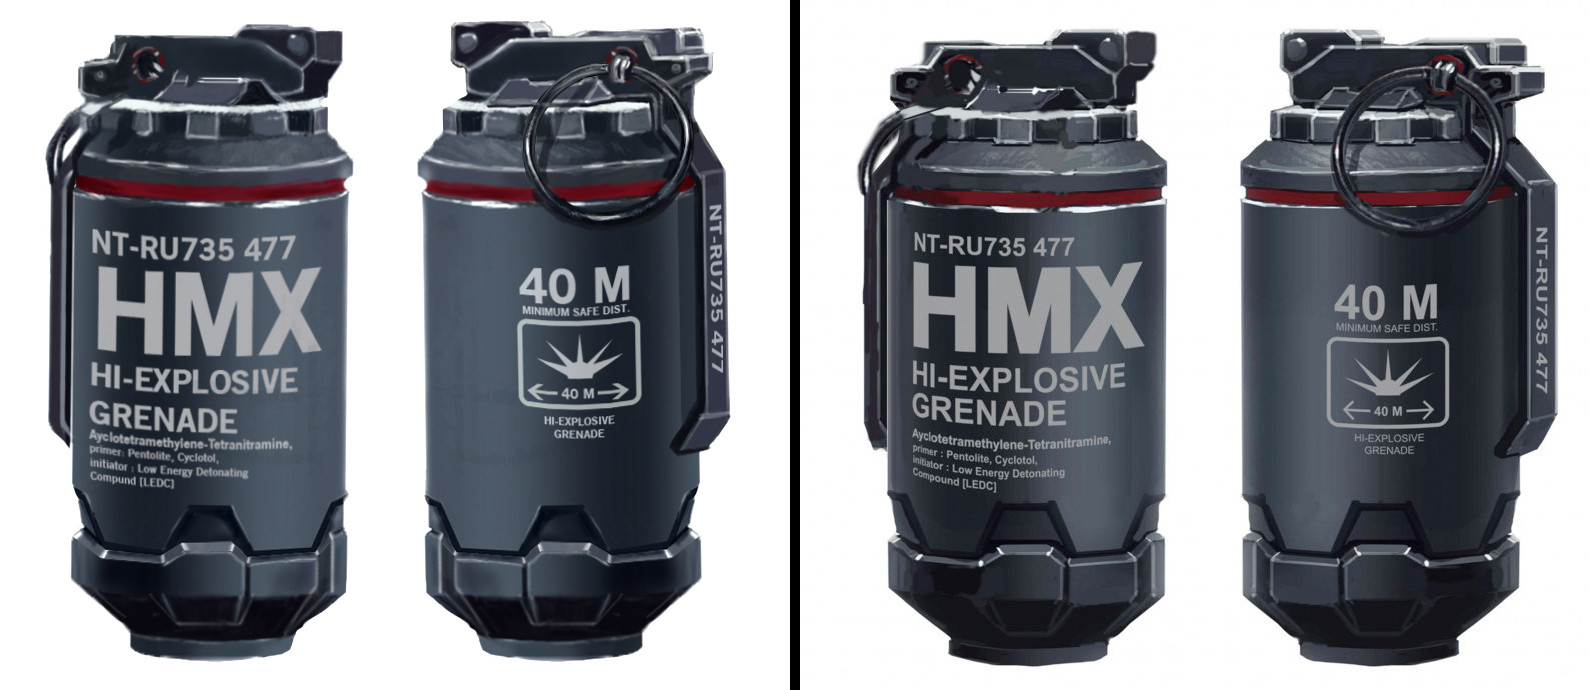 NT-RU735 477
HMX
HI-EXPLOSIVE
GRENADE
Ayclotetramethylene-Tetranitramine,
primer: Pentolite, Cyclotol,
initiator : Low Energy Detonating
Compund [LEDC]
40 M
MINIMUM SAFE DIST.
40 M
HI-EXPLOSIVE
GRENADE
NT-RU735 477
NT-RU735 477
HMX
HI-EXPLOSIVE
GRENADE
Ayclotetramethylene-Tetranitramine,
primer : Pentolite, Cyclotol,
initiator : Low Energy Detonating
Compound [LEDC]
40 M
MINIMUM SAFE DIST.
40 M
HI-EXPLOSIVE
GRENADE
NT-RU735 477